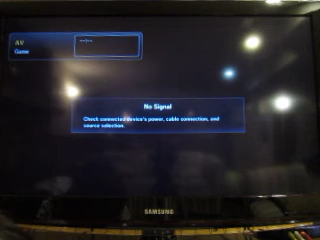 AV
Game
--:--
No Signal
Check connected device's power, cable connection, and
source selection.
SAMSUNG